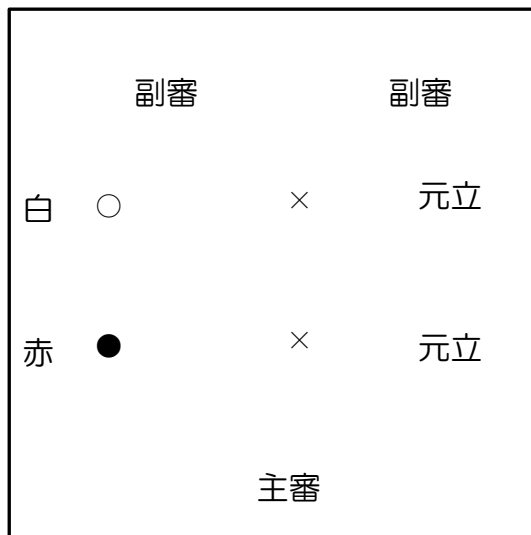 副審 副審
白 ○ × 元立
赤 ● × 元立
主審